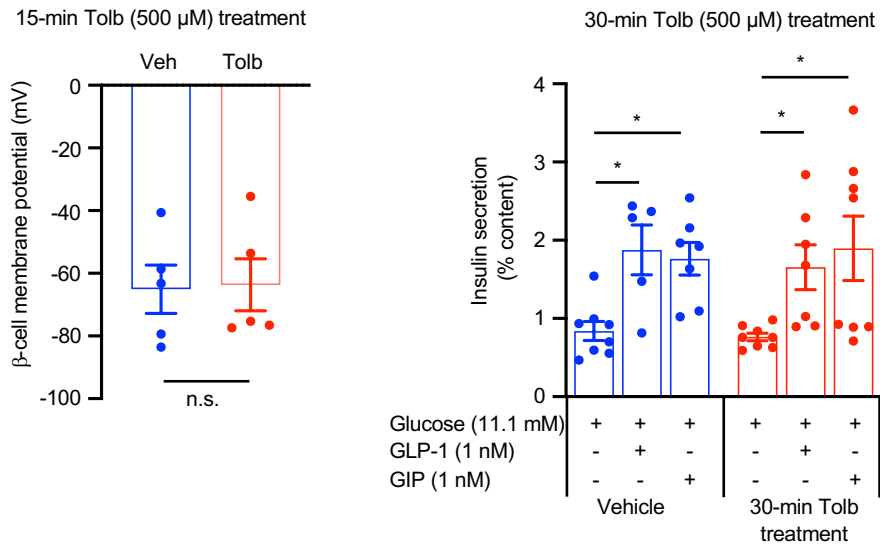 15-min Tolb (500 μM) treatment
Veh Tolb
0
-20
-40
-60
-80
-100
β-cell membrane potential (mV)
n.s.
30-min Tolb (500 μM) treatment
4
3
2
1
0
Insulin secretion
(% content)
* * * *
Glucose (11.1 mM) + + + + + +
GLP-1 (1 nM) - + - - + -
GIP (1 nM) - - + - - +
Vehicle 30-min Tolb
treatment